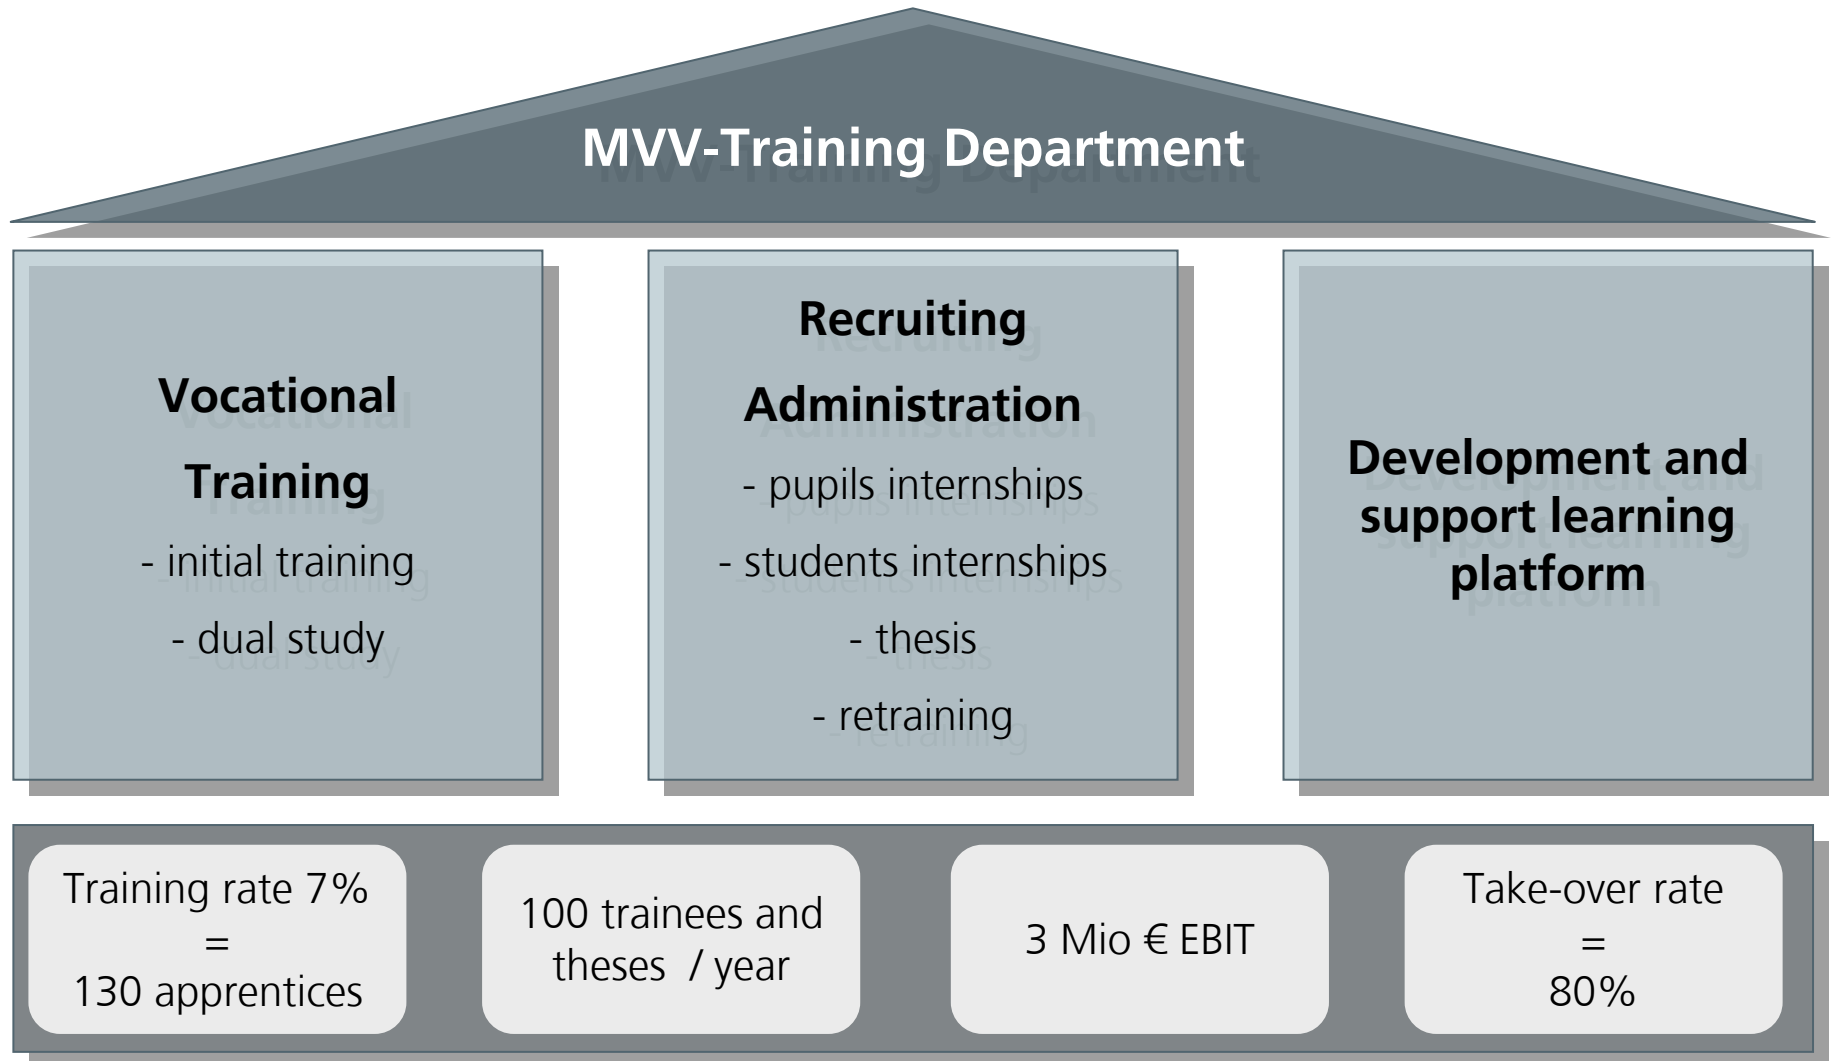 MVV-Training Department
Vocational
Training
- initial training
- dual study
Recruiting
Administration
- pupils internships
- students internships
- thesis
- retraining
Development and
support learning
platform
Training rate 7%
=
130 apprentices
100 trainees and
theses / year
3 Mio € EBIT
Take-over rate
=
80%